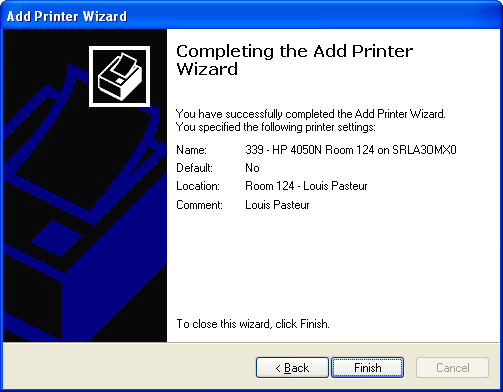 Add Printer Wizard
Completing the Add Printer
Wizard
You have successfully completed the Add Printer Wizard.
You specified the following printer settings:
Name: 339 - HP 4050N Room 124 on SRLA30MX0
Default: No
Location: Room 124 - Louis Pasteur
Comment: Louis Pasteur
To close this wizard, click Finish.
< Back Finish Cancel